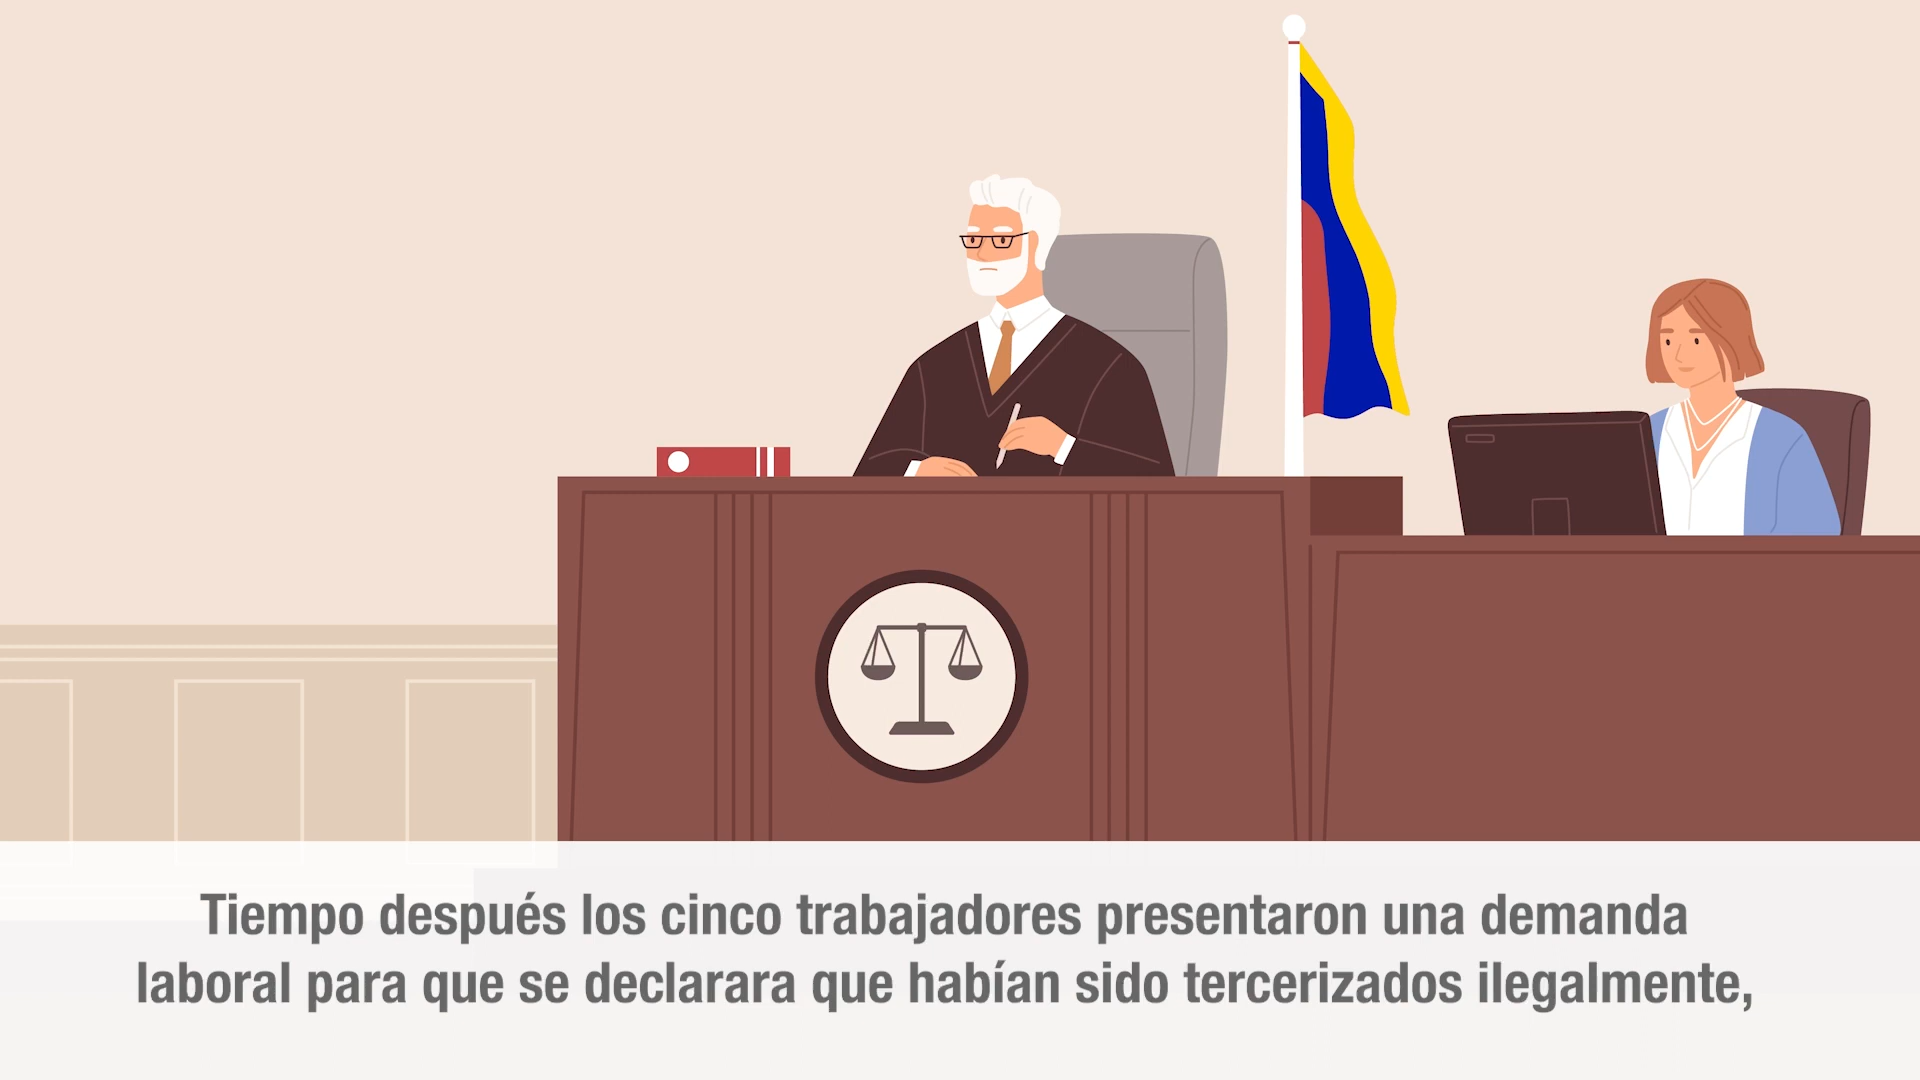 Tiempo después los cinco trabajadores presentaron una demanda
laboral para que se declarara que habían sido tercerizados ilegalmente,